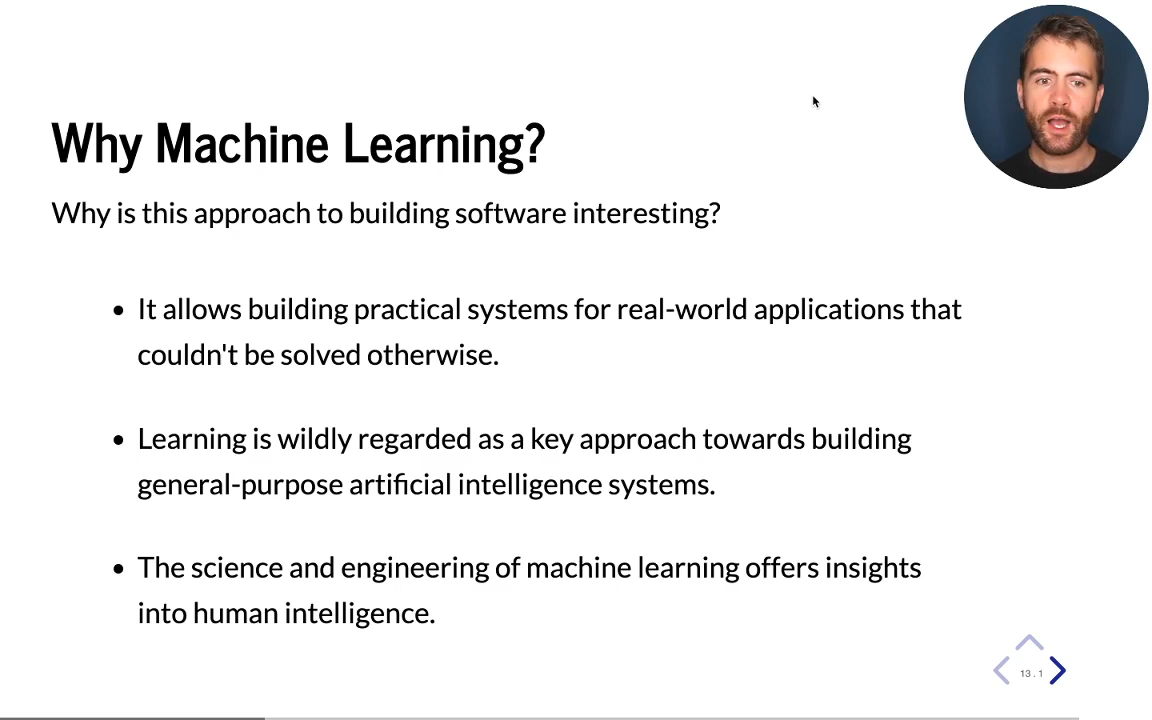 Why Machine Learning?
Why is this approach to building software interesting?
• It allows building practical systems for real-world applications that
couldn't be solved otherwise.
• Learning is wildly regarded as a key approach towards building
general-purpose artificial intelligence systems.
• The science and engineering of machine learning offers insights
into human intelligence.
13.1